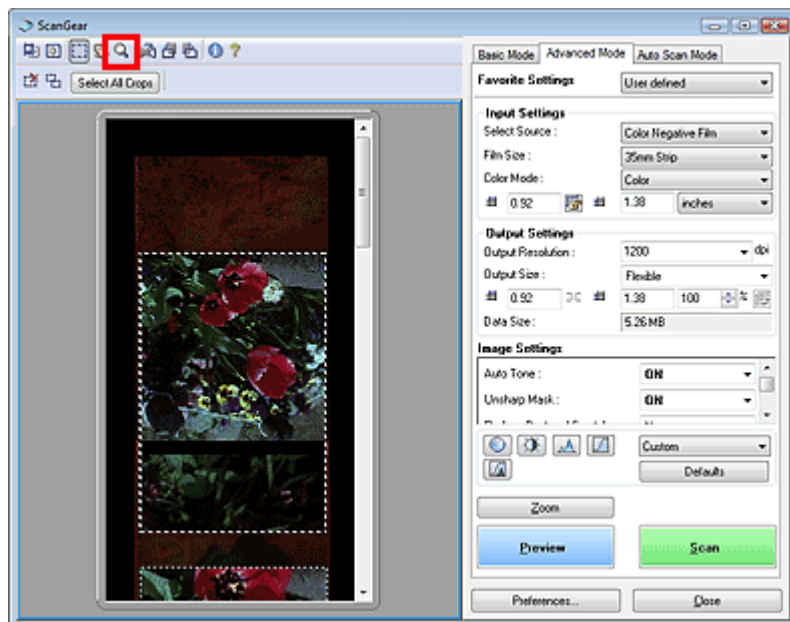 ScanGear
Select All Crops
Basic Mode Advanced Mode Auto Scan Mode
Favorite Settings User defined
Input Settings
Select Source : Color Negative Film
Film Size : 35mm Strip
Color Mode : Color
0.92 1.38 inches
Output Settings
Output Resolution : 1200 dpi
Output Size : Flexible
0.92 1.38 100 %
Data Size : 5.26 MB
Image Settings
Auto Tone : ON
Unsharp Mask : ON
Custom
Defaults
Zoom
Preview Scan
Preferences... Close